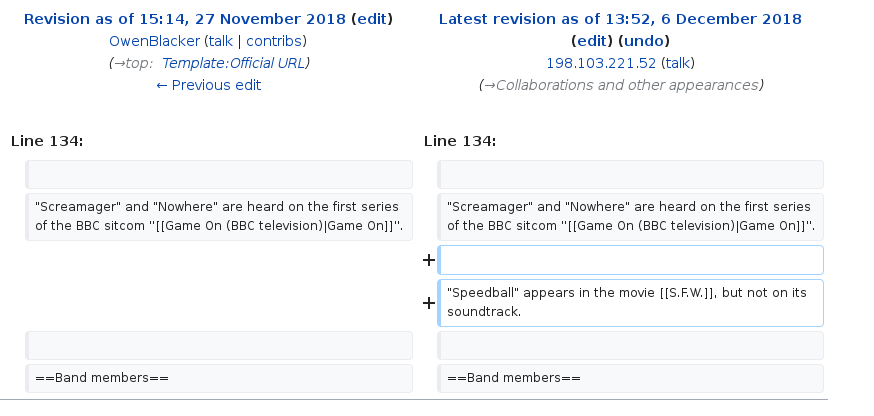 Revision as of 15:14, 27 November 2018 (edit)
OwenBlacker (talk | contribs)
(→top: Template:Official URL)
← Previous edit
Latest revision as of 13:52, 6 December 2018
(edit) (undo)
198.103.221.52 (talk)
(→Collaborations and other appearances)
Line 134:
Line 134:
"Screamager" and "Nowhere" are heard on the first series
of the BBC sitcom ''[[Game On (BBC television)|Game On]]''.
"Screamager" and "Nowhere" are heard on the first series
of the BBC sitcom ''[[Game On (BBC television)|Game On]]''.
+
+
"Speedball" appears in the movie [[S.F.W.]], but not on its
soundtrack.
==Band members==
==Band members==